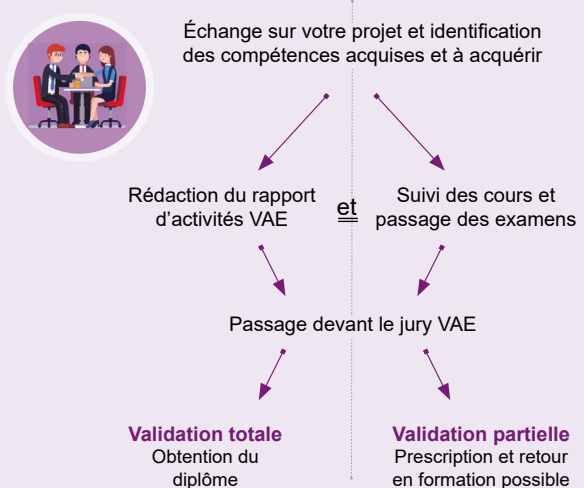 Échange sur votre projet et identification
des compétences acquises et à acquérir
Rédaction du rapport
d’activités VAE
et
Suivi des cours et
passage des examens
Passage devant le jury VAE
Validation totale
Obtention du
diplôme
Validation partielle
Prescription et retour
en formation possible